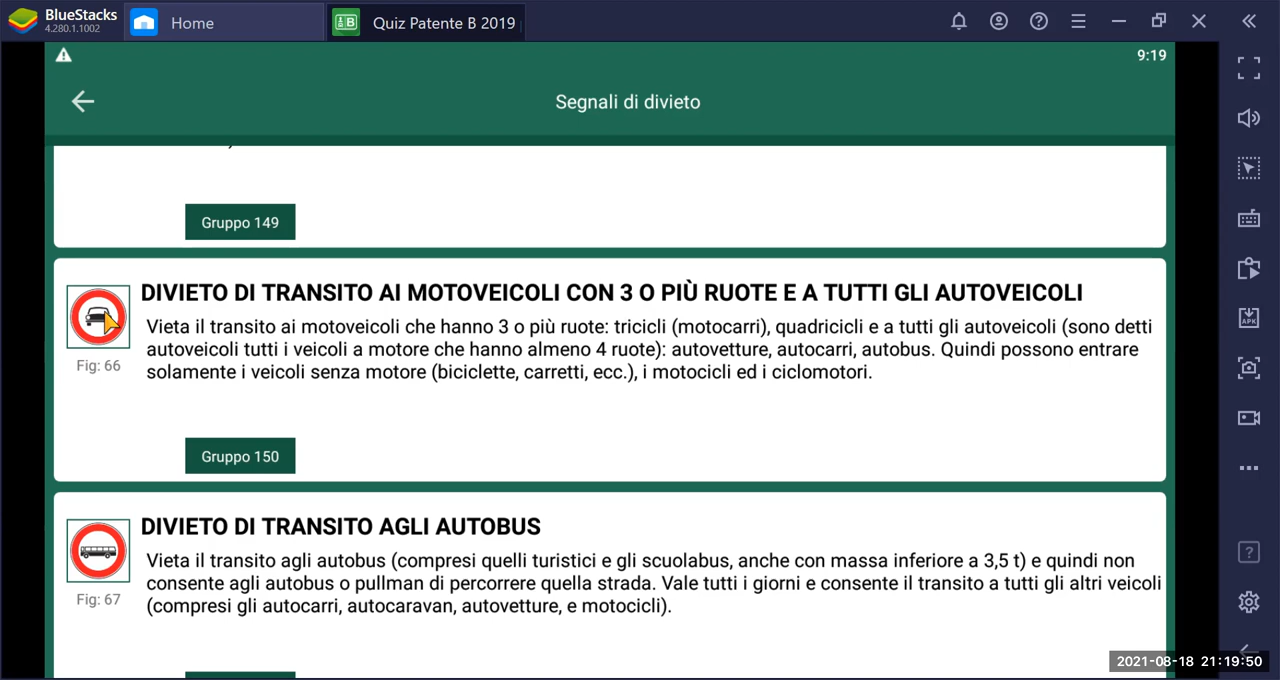 BlueStacks
4.280.1.1002
Home
Quiz Patente B 2019
9:19
Segnali di divieto
Gruppo 149
DIVIETO DI TRANSITO AI MOTOVEICOLI CON 3 O PIÙ RUOTE E A TUTTI GLI AUTOVEICOLI
Vieta il transito ai motoveicoli che hanno 3 o più ruote: tricicli (motocarri), quadricicli e a tutti gli autoveicoli (sono detti
autoveicoli tutti i veicoli a motore che hanno almeno 4 ruote): autovetture, autocarri, autobus. Quindi possono entrare
solamente i veicoli senza motore (biciclette, carretti, ecc.), i motocicli ed i ciclomotori.
Fig: 66
Gruppo 150
DIVIETO DI TRANSITO AGLI AUTOBUS
Vieta il transito agli autobus (compresi quelli turistici e gli scuolabus, anche con massa inferiore a 3,5 t) e quindi non
consente agli autobus o pullman di percorrere quella strada. Vale tutti i giorni e consente il transito a tutti gli altri veicoli
(compresi gli autocarri, autocaravan, autovetture, e motocicli).
Fig: 67
2021-08-18 21:19:50